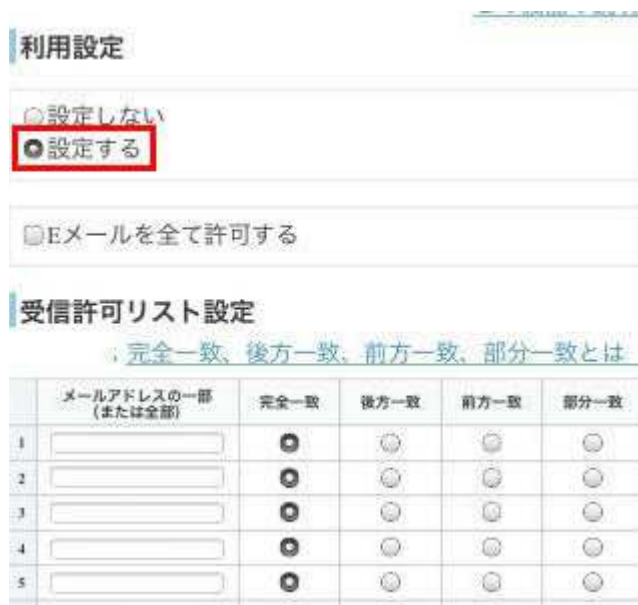 利用設定
設定しない
設定する
Eメールを全て許可する
受信許可リスト設定
完全一致、後方一致、前方一致、部分一致とは
メールアドレスの一部
(または全部)
完全一致
後方一致
前方一致
部分一致
1
2
3
4
5